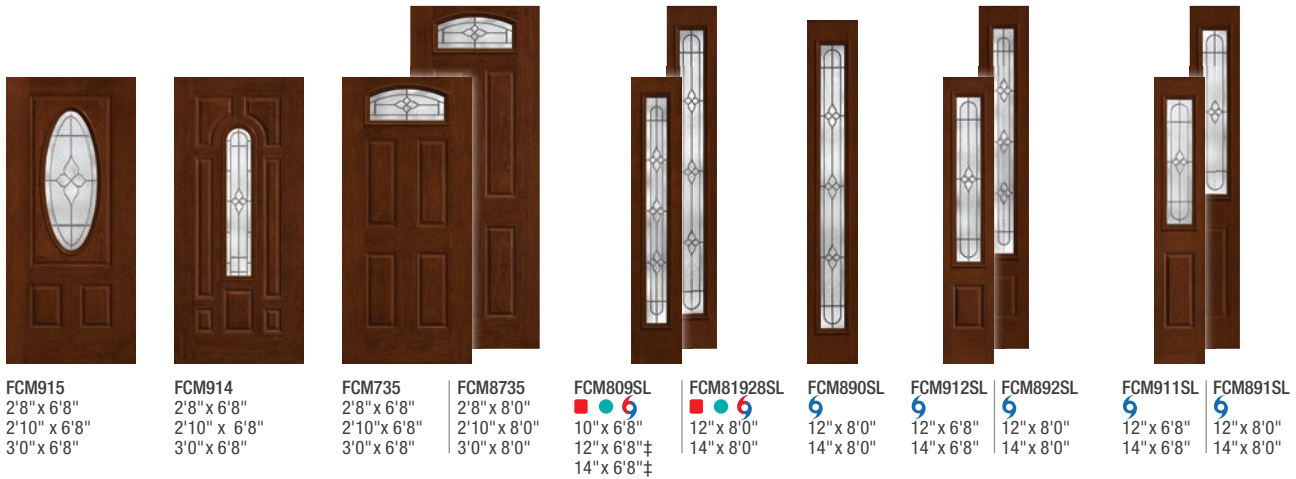 FCM915
2'8" x 6'8"
2'10" x 6'8"
3'0" x 6'8"
FCM914
2'8" x 6'8"
2'10" x 6'8"
3'0" x 6'8"
FCM735
2'8" x 6'8"
2'10"x 6'8"
3'0" x 6'8"
FCM8735
2'8" x 8'0"
2'10" x 8'0"
3'0" x 8'0"
FCM809SL
10" x 6'8"
12" x 6'8"‡
14" x 6'8"‡
FCM81928SL
12" x 8'0"
14" x 8'0"
FCM890SL
12" x 8'0"
14" x 8'0"
FCM912SL
12" x 6'8"
14" x 6'8"
FCM892SL
12" x 8'0"
14" x 8'0"
FCM911SL
12" x 6'8"
14" x 6'8"
FCM891SL
12" x 8'0"
14" x 8'0"